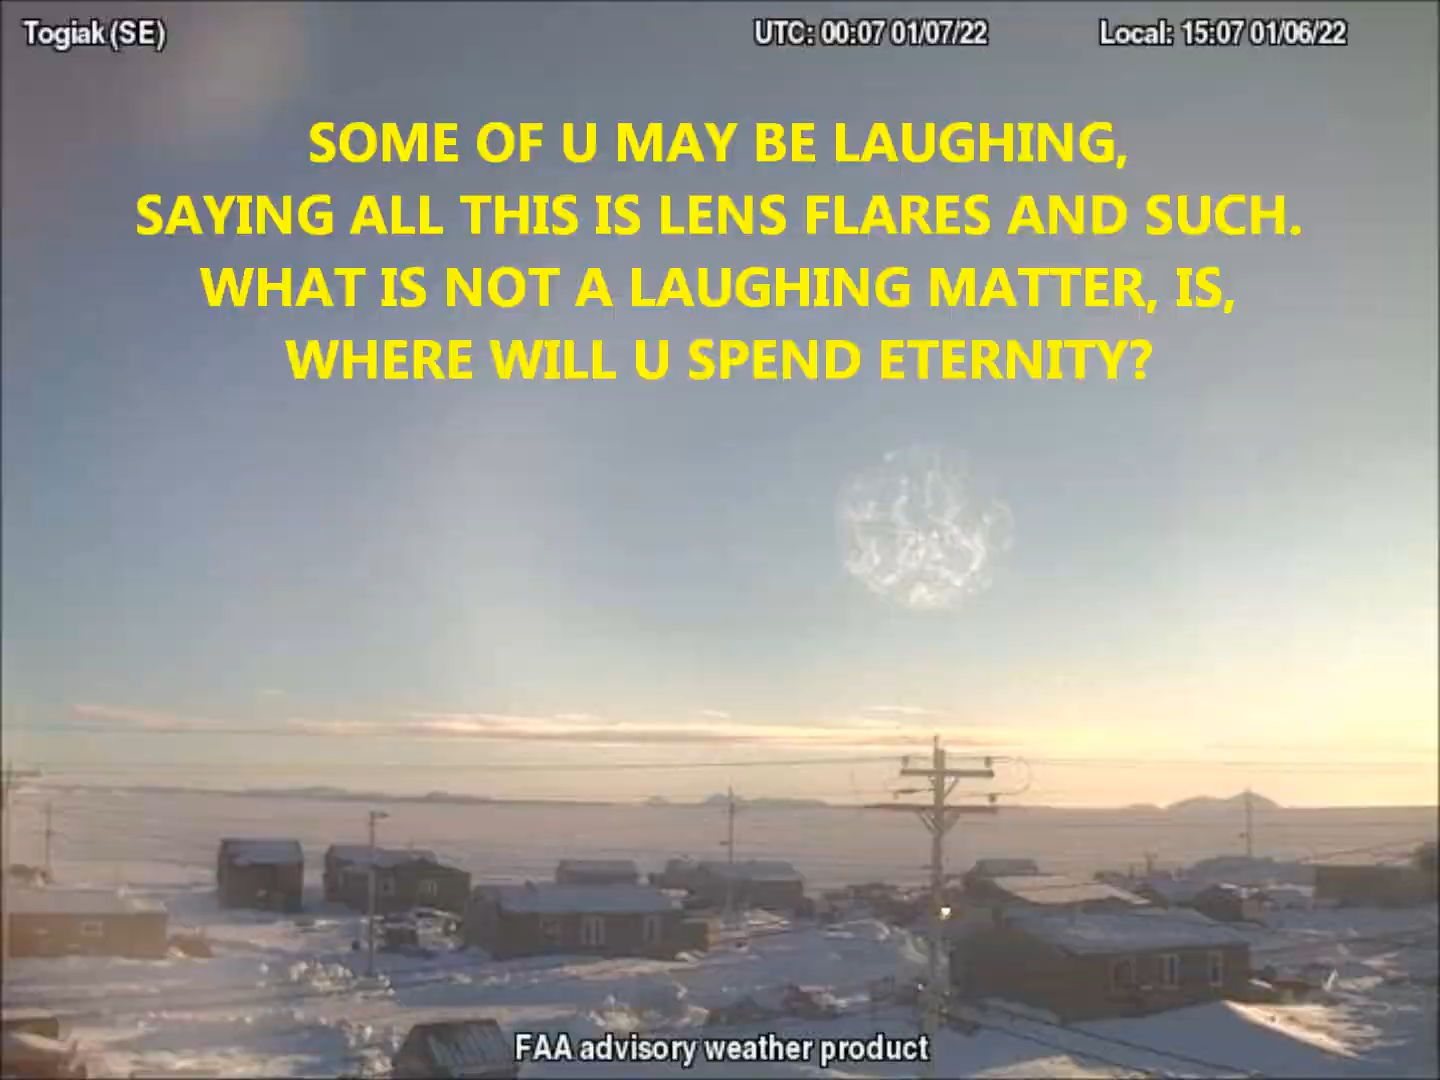 Togiak (SE) UTC: 00:07 01/07/22 Local: 15:07 01/06/22
SOME OF U MAY BE LAUGHING,
SAYING ALL THIS IS LENS FLARES AND SUCH.
WHAT IS NOT A LAUGHING MATTER, IS,
WHERE WILL U SPEND ETERNITY?
FAA advisory weather product